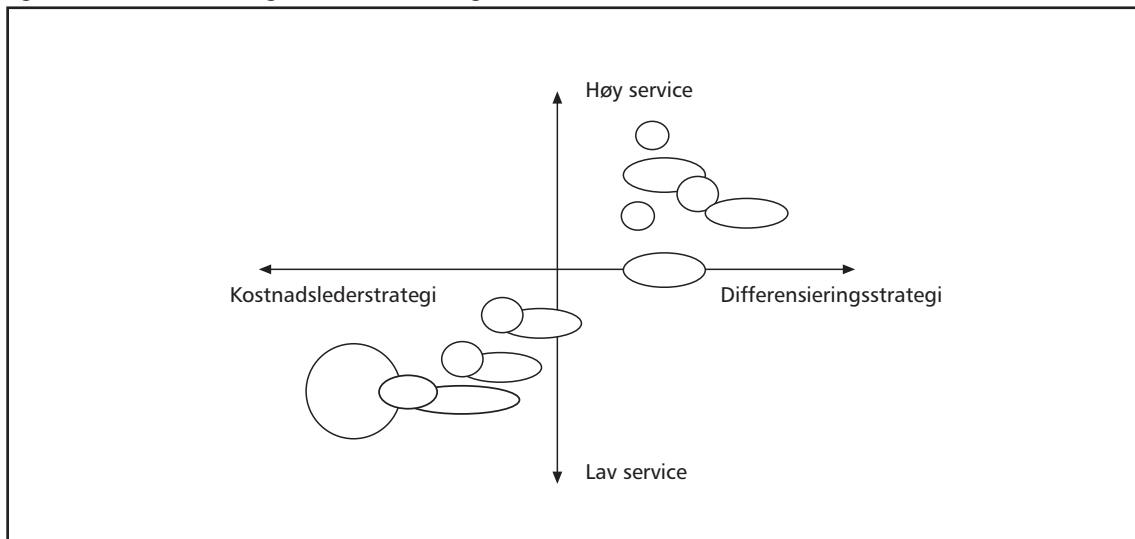 Høy service
Kostnadslederstrategi
Differensieringsstrategi
Lav service